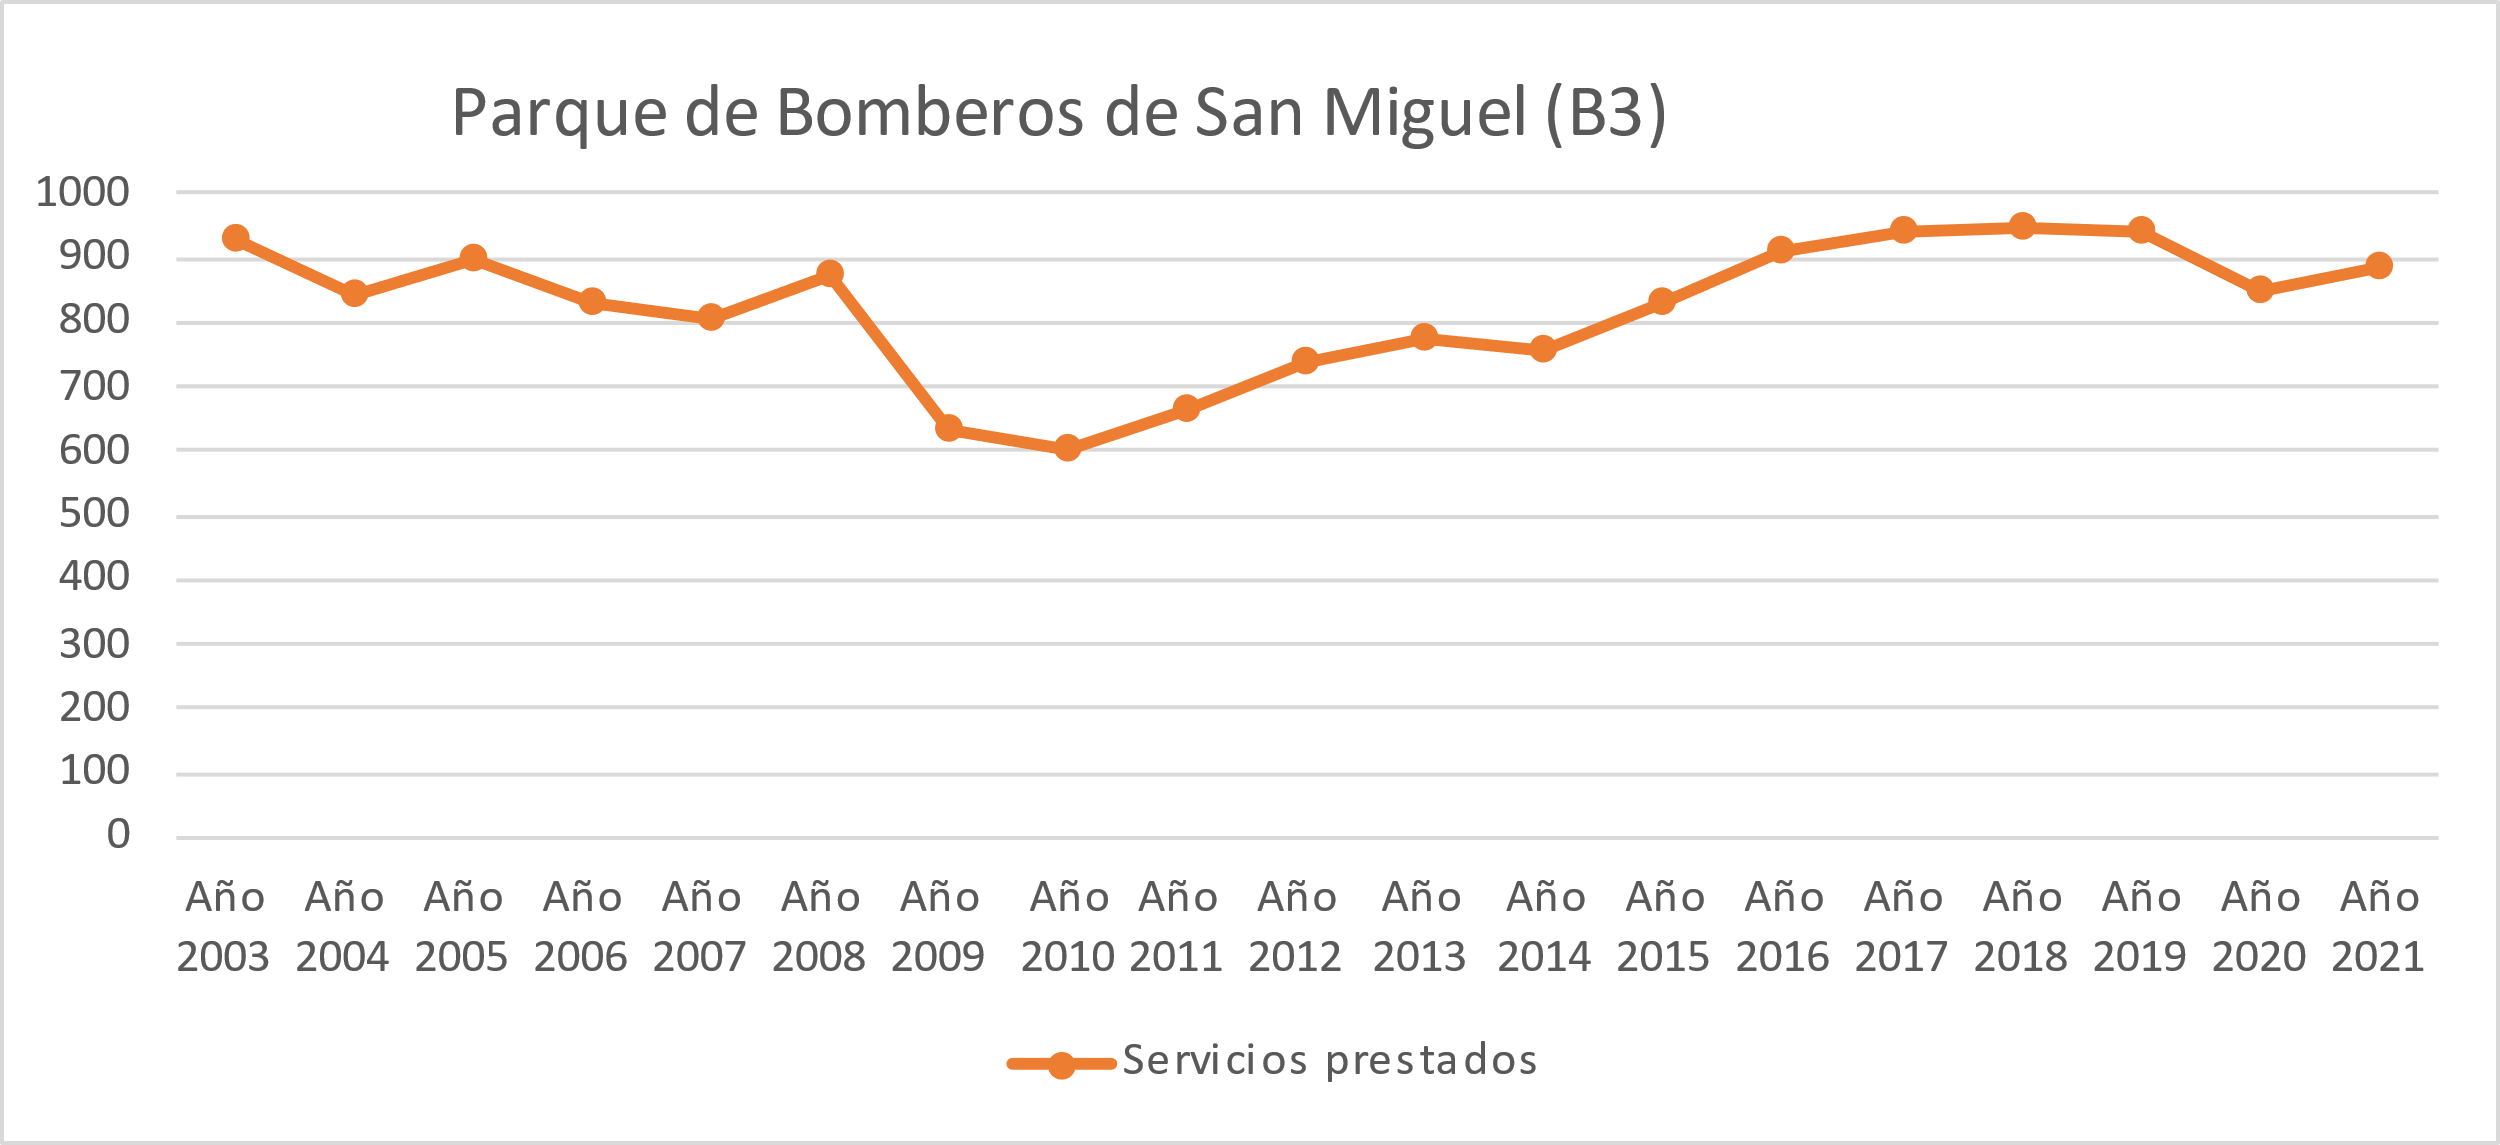 Parque de Bomberos de San Miguel (B3)
1000
900
800
700
600
500
400
300
200
100
0
Año 2003
Año 2004
Año 2005
Año 2006
Año 2007
Año 2008
Año 2009
Año 2010
Año 2011
Año 2012
Año 2013
Año 2014
Año 2015
Año 2016
Año 2017
Año 2018
Año 2019
Año 2020
Año 2021
Servicios prestados